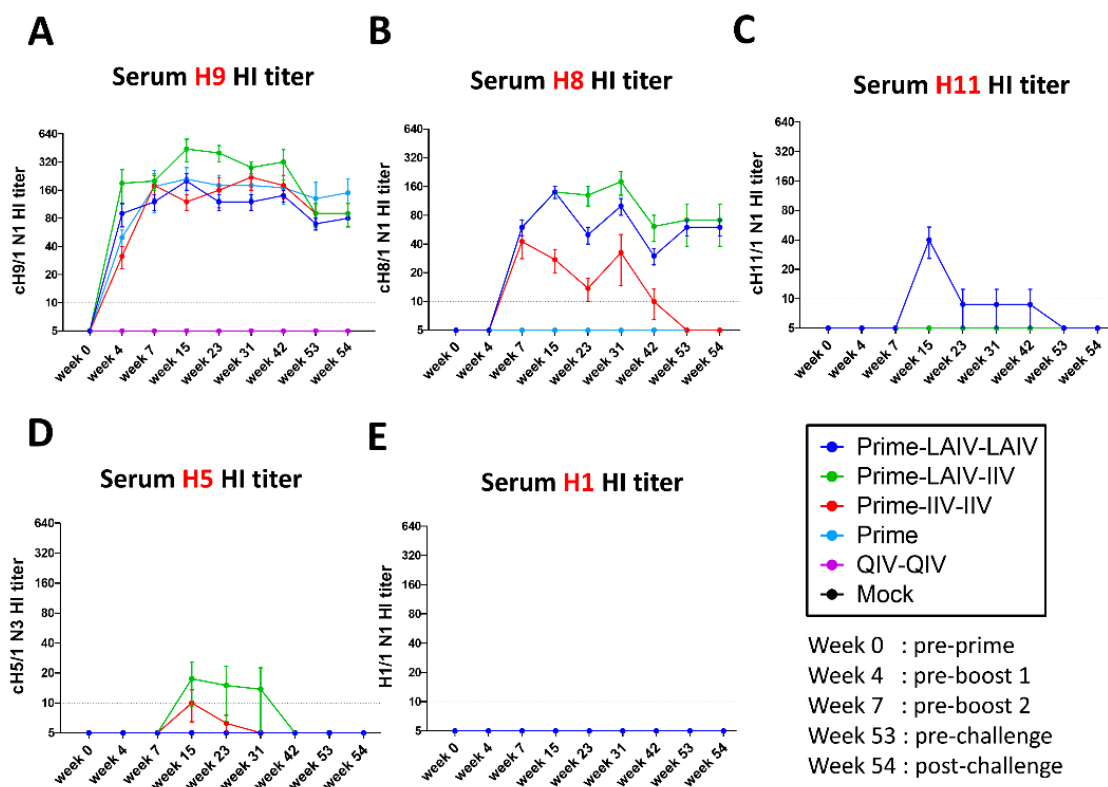 A
Serum H9 HI titer
cH9/1 N1 HI titer
640
320
160
80
40
20
10
5
week 0
week 4
week 7
week 15
week 23
week 31
week 42
week 53
week 54
B
Serum H8 HI titer
cH8/1 N1 HI titer
640
320
160
80
40
20
10
5
week 0
week 4
week 7
week 15
week 23
week 31
week 42
week 53
week 54
C
Serum H11 HI titer
cH11/1 N1 HI titer
640
320
160
80
40
20
10
5
week 0
week 4
week 7
week 15
week 23
week 31
week 42
week 53
week 54
D
Serum H5 HI titer
cH5/1 N3 HI titer
640
320
160
80
40
20
10
5
week 0
week 4
week 7
week 15
week 23
week 31
week 42
week 53
week 54
E
Serum H1 HI titer
H1/1 N1 HI titer
640
320
160
80
40
20
10
5
week 0
week 4
week 7
week 15
week 23
week 31
week 42
week 53
week 54
Prime-LAIV-LAIV
Prime-LAIV-IIV
Prime-IIV-IIV
Prime
QIV-QIV
Mock
Week 0 : pre-prime
Week 4 : pre-boost 1
Week 7 : pre-boost 2
Week 53 : pre-challenge
Week 54 : post-challenge